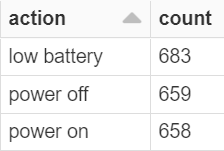 action count
low battery 683
power off 659
power on 658